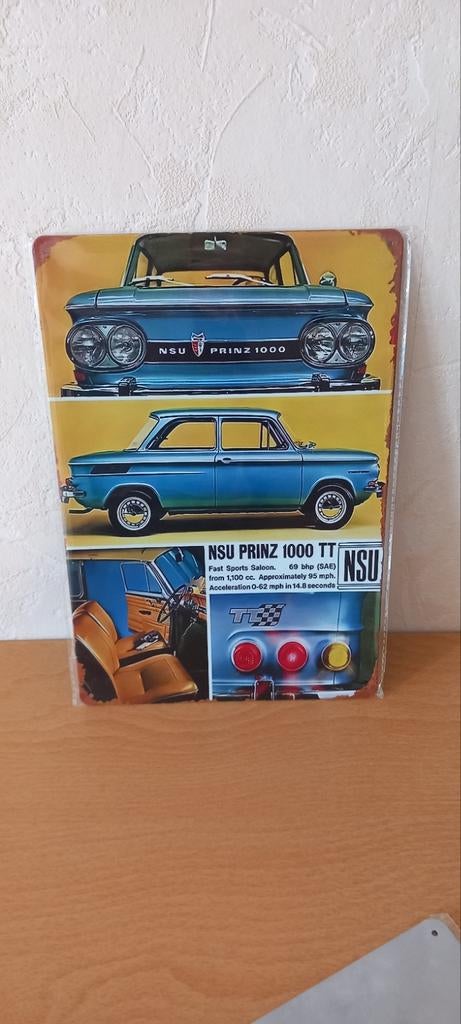 NSU PRINZ 1000
NSU PRINZ 1000 TT
Fast Sports Saloon. 69 bhp (SAE)
from 1,100 cc. Approximately 95 mph.
Acceleration 0-62 mph in 14.8 seconds
NSU
TT